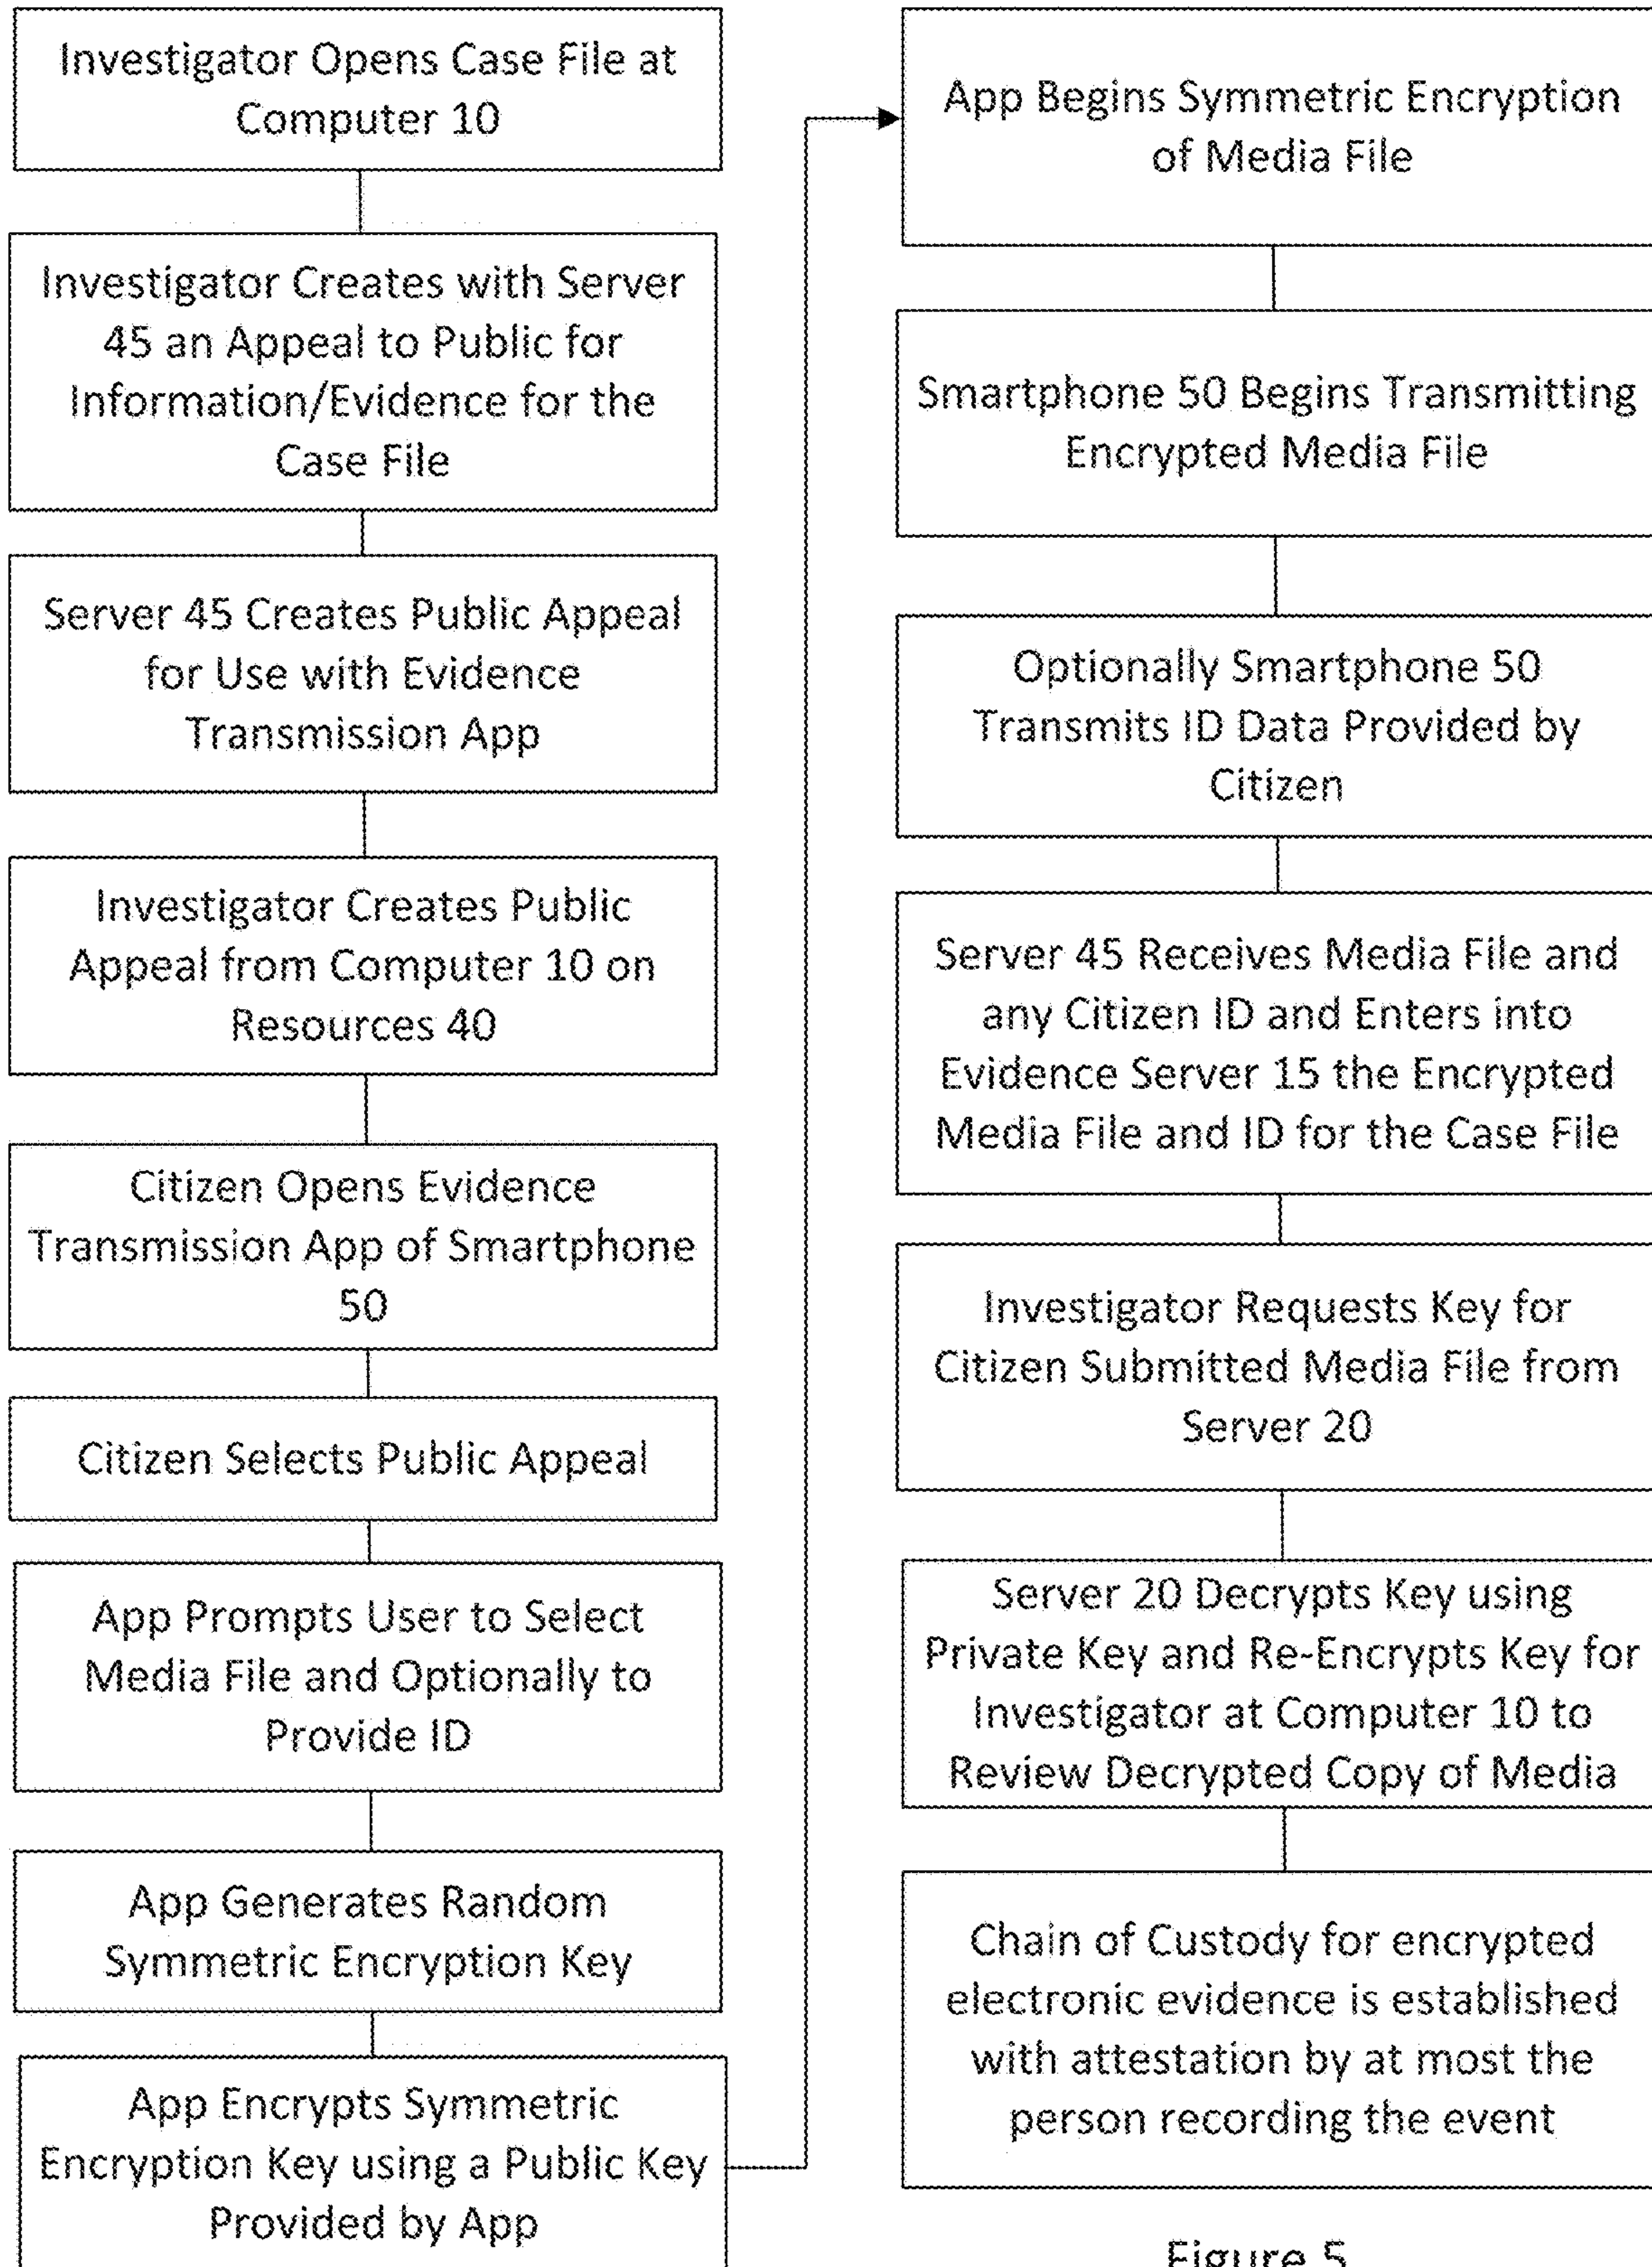 Investigator Opens Case File at
Computer 10
Investigator Creates with Server
45 an Appeal to Public for
Information/Evidence for the
Case File
Server 45 Creates Public Appeal
for Use with Evidence
Transmission App
Investigator Creates Public
Appeal from Computer 10 on
Resources 40
Citizen Opens Evidence
Transmission App of Smartphone
50
Citizen Selects Public Appeal
App Prompts User to Select
Media File and Optionally to
Provide ID
App Generates Random
Symmetric Encryption Key
App Encrypts Symmetric
Encryption Key using a Public Key
Provided by App
App Begins Symmetric Encryption
of Media File
Smartphone 50 Begins Transmitting
Encrypted Media File
Optionally Smartphone 50
Transmits ID Data Provided by
Citizen
Server 45 Receives Media File and
any Citizen ID and Enters into
Evidence Server 15 the Encrypted
Media File and ID for the Case File
Investigator Requests Key for
Citizen Submitted Media File from
Server 20
Server 20 Decrypts Key using
Private Key and Re-Encrypts Key for
Investigator at Computer 10 to
Review Decrypted Copy of Media
Chain of Custody for encrypted
electronic evidence is established
with attestation by at most the
person recording the event
Figure 5